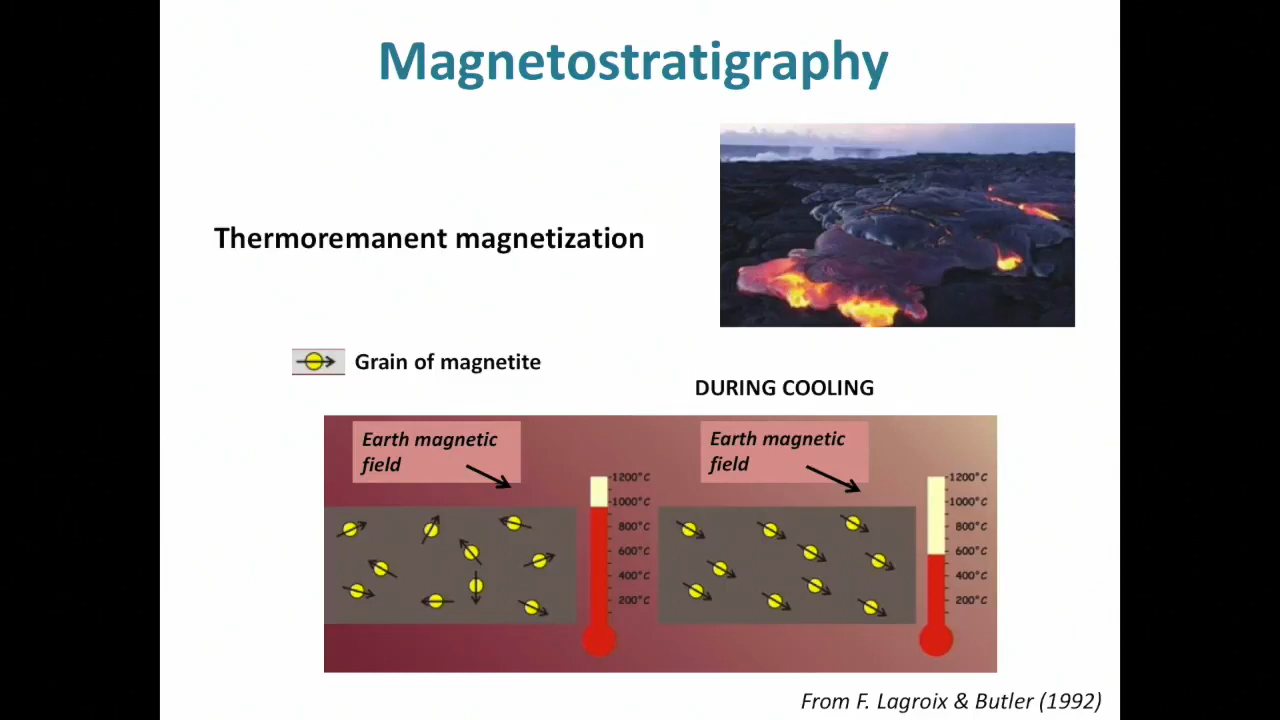 Magnetostratigraphy
Thermoremanent magnetization
Grain of magnetite
DURING COOLING
Earth magnetic
field
Earth magnetic
field
1200°C
1000°C
800°C
600°C
400°C
200°C
1200°C
1000°C
800°C
600°C
400°C
200°C
From F. Lagroix & Butler (1992)